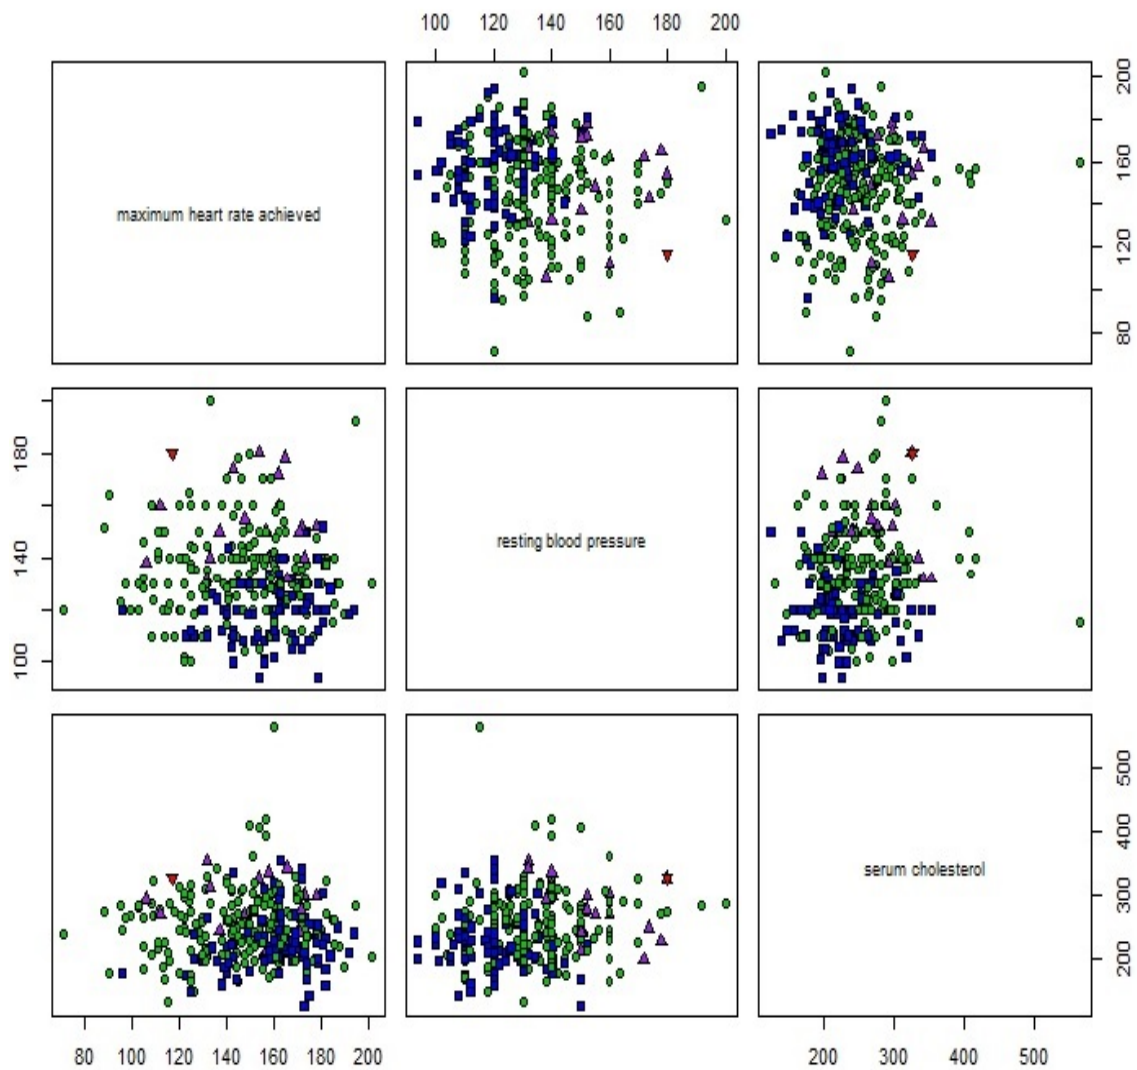 100 120 140 160 180 200
maximum heart rate achieved
80 120 160 200
100 140 180
resting blood pressure
serum cholesterol
200 300 400 500
80 100 120 140 160 180 200
200 300 400 500